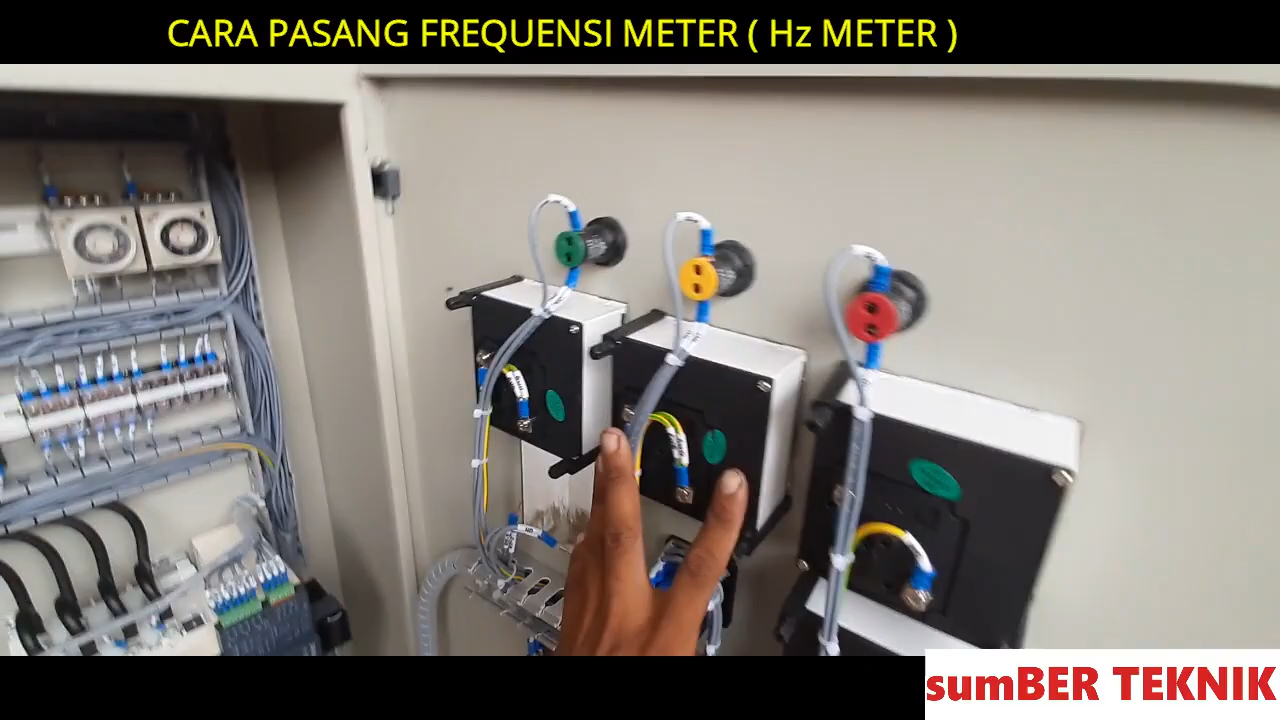 CARA PASANG FREQUENSI METER ( Hz METER )
sumBER TEKNIK